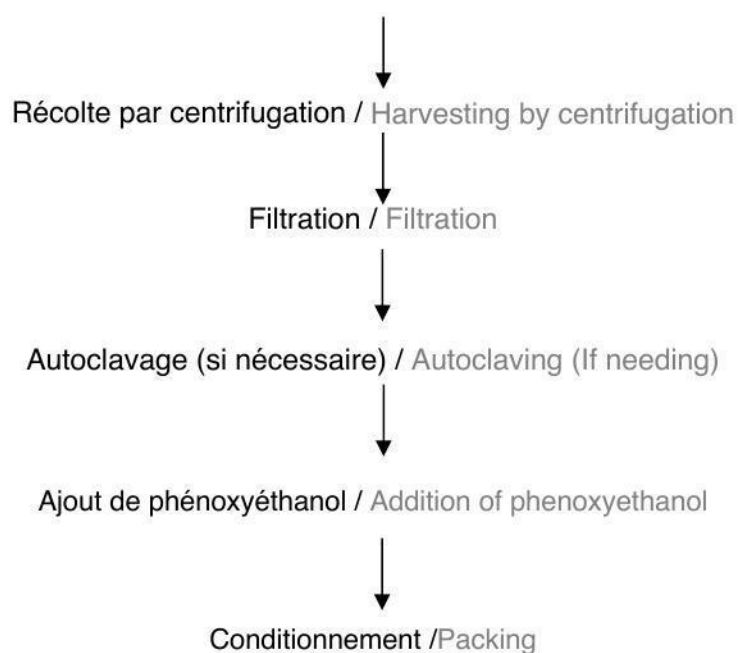 Récolte par centrifugation / Harvesting by centrifugation
Filtration / Filtration
Autoclavage (si nécessaire) / Autoclaving (If needing)
Ajout de phénoxyéthanol / Addition of phenoxyethanol
Conditionnement /Packing